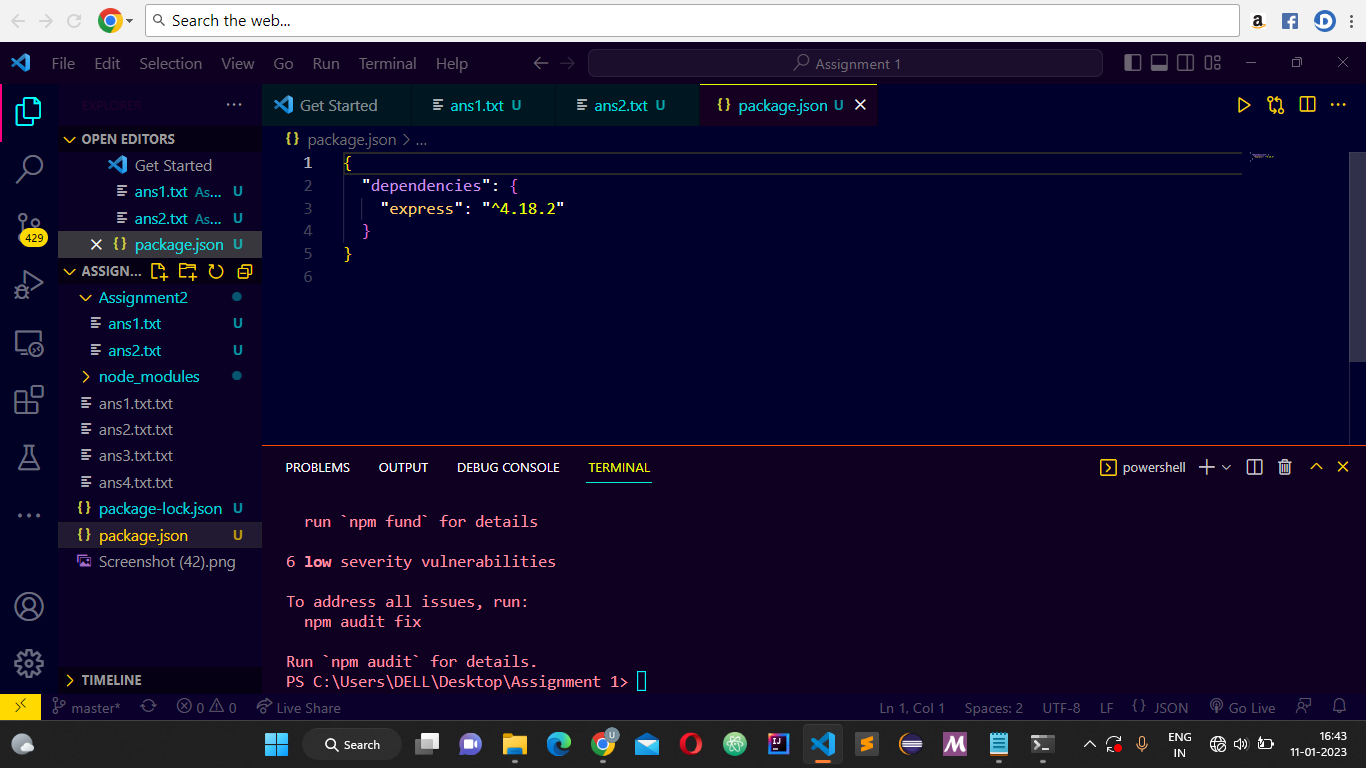 Search the web...
File Edit Selection View Go Run Terminal Help
Assignment 1
EXPLORER
Get Started
ans1.txt U
ans2.txt U
package.json U
OPEN EDITORS
Get Started
ans1.txt As... U
ans2.txt As... U
package.json U
429
ASSIGN...
Assignment2
ans1.txt U
ans2.txt U
node_modules
ans1.txt.txt
ans2.txt.txt
ans3.txt.txt
ans4.txt.txt
package-lock.json U
package.json U
Screenshot (42).png
TIMELINE
package.json > ...
1 {
2 "dependencies": {
3 "express": "^4.18.2"
4 }
5 }
6
PROBLEMS OUTPUT DEBUG CONSOLE TERMINAL
powershell
run `npm fund` for details
6 low severity vulnerabilities
To address all issues, run:
npm audit fix
Run `npm audit` for details.
PS C:\Users\DELL\Desktop\Assignment 1>
master* 0 0 Live Share
Ln 1, Col 1 Spaces: 2 UTF-8 LF {} JSON Go Live
Search
U
ENG
IN
16:43
11-01-2023